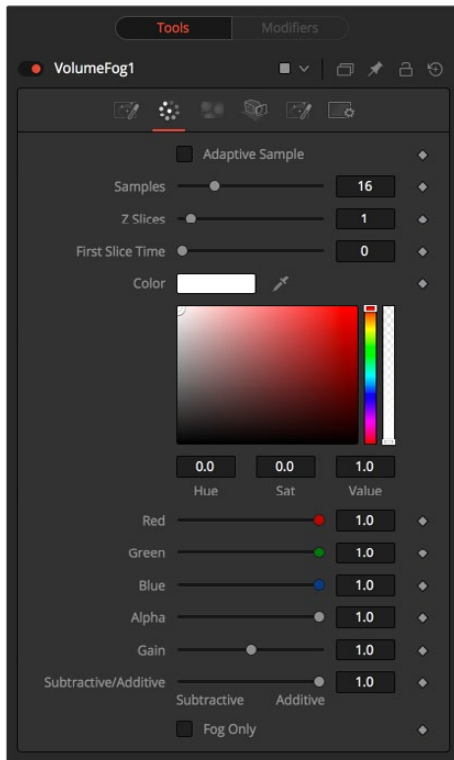 Tools Modifiers
VolumeFog1
Adaptive Sample
Samples 16
Z Slices 1
First Slice Time 0
Color
0.0 0.0 1.0
Hue Sat Value
Red 1.0
Green 1.0
Blue 1.0
Alpha 1.0
Gain 1.0
Subtractive/Additive 1.0
Subtractive Additive
Fog Only